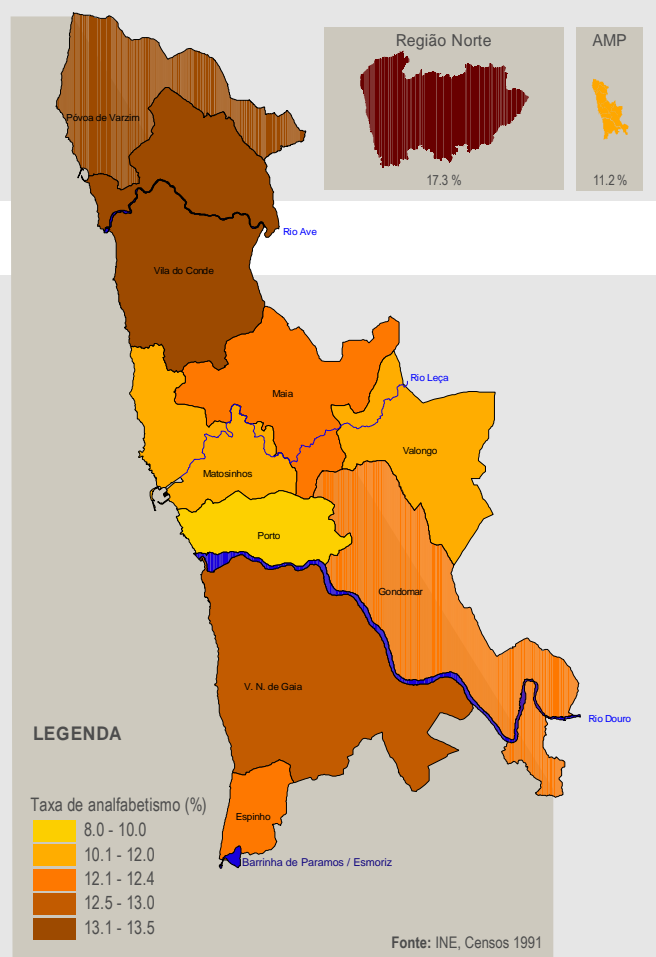 Região Norte
AMP
17.3 %
11.2 %
Póvoa de Varzim
Rio Ave
Vila do Conde
Maia
Rio Leça
Valongo
Matosinhos
Porto
Gondomar
V. N. de Gaia
Rio Douro
Espinho
Barrinha de Paramos / Esmoriz
LEGENDA
Taxa de analfabetismo (%)
8.0 - 10.0
10.1 - 12.0
12.1 - 12.4
12.5 - 13.0
13.1 - 13.5
Fonte: INE, Censos 1991